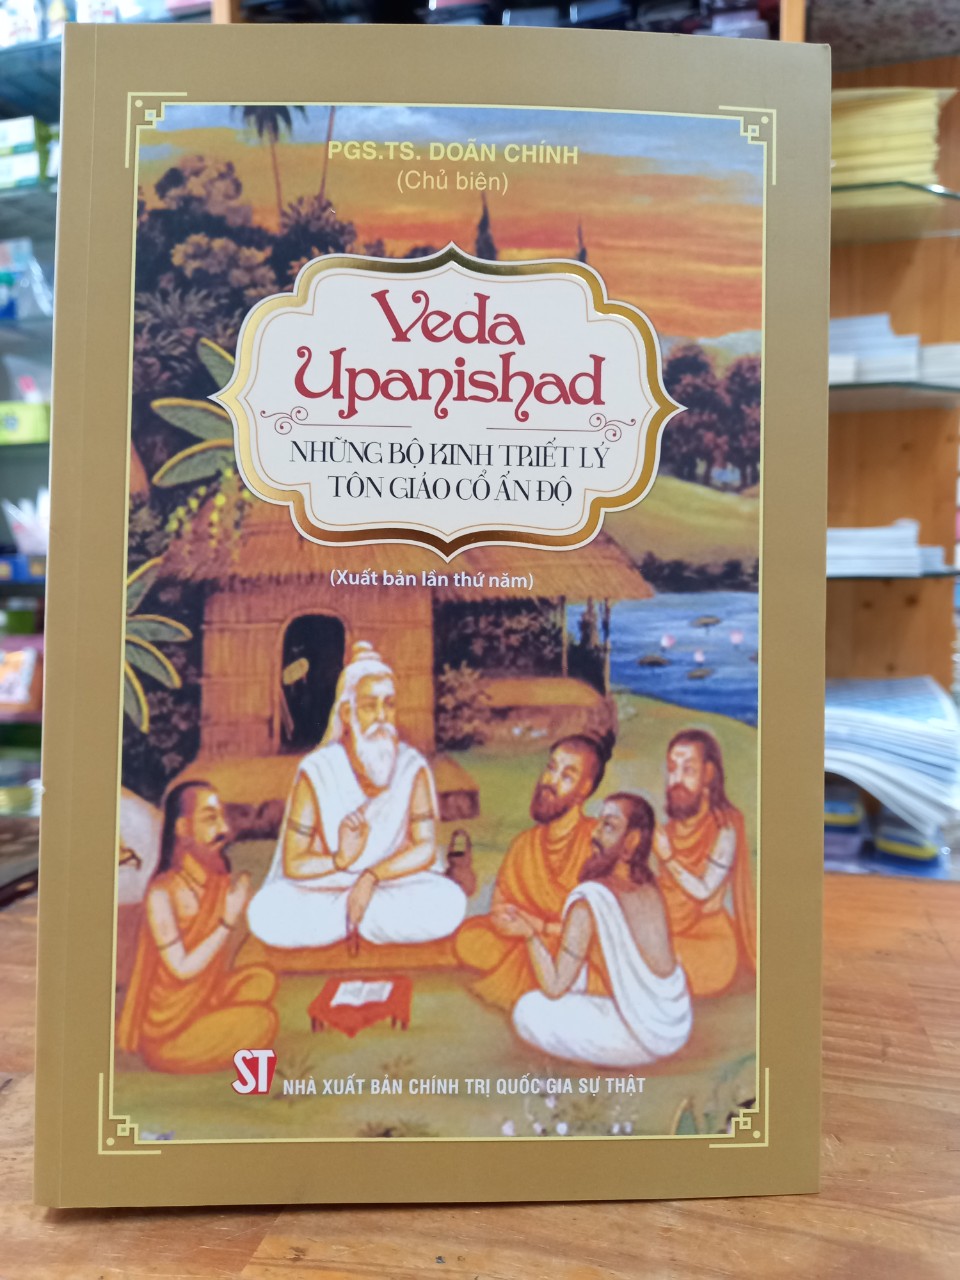 PGS.TS. DOÃN CHÍNH
(Chủ biên)
Veda
Upanishad
NHỮNG BỘ KINH TRIẾT LÝ
TÔN GIÁO CỔ ẤN ĐỘ
(Xuất bản lần thứ năm)
ST NHÀ XUẤT BẢN CHÍNH TRỊ QUỐC GIA SỰ THẬT